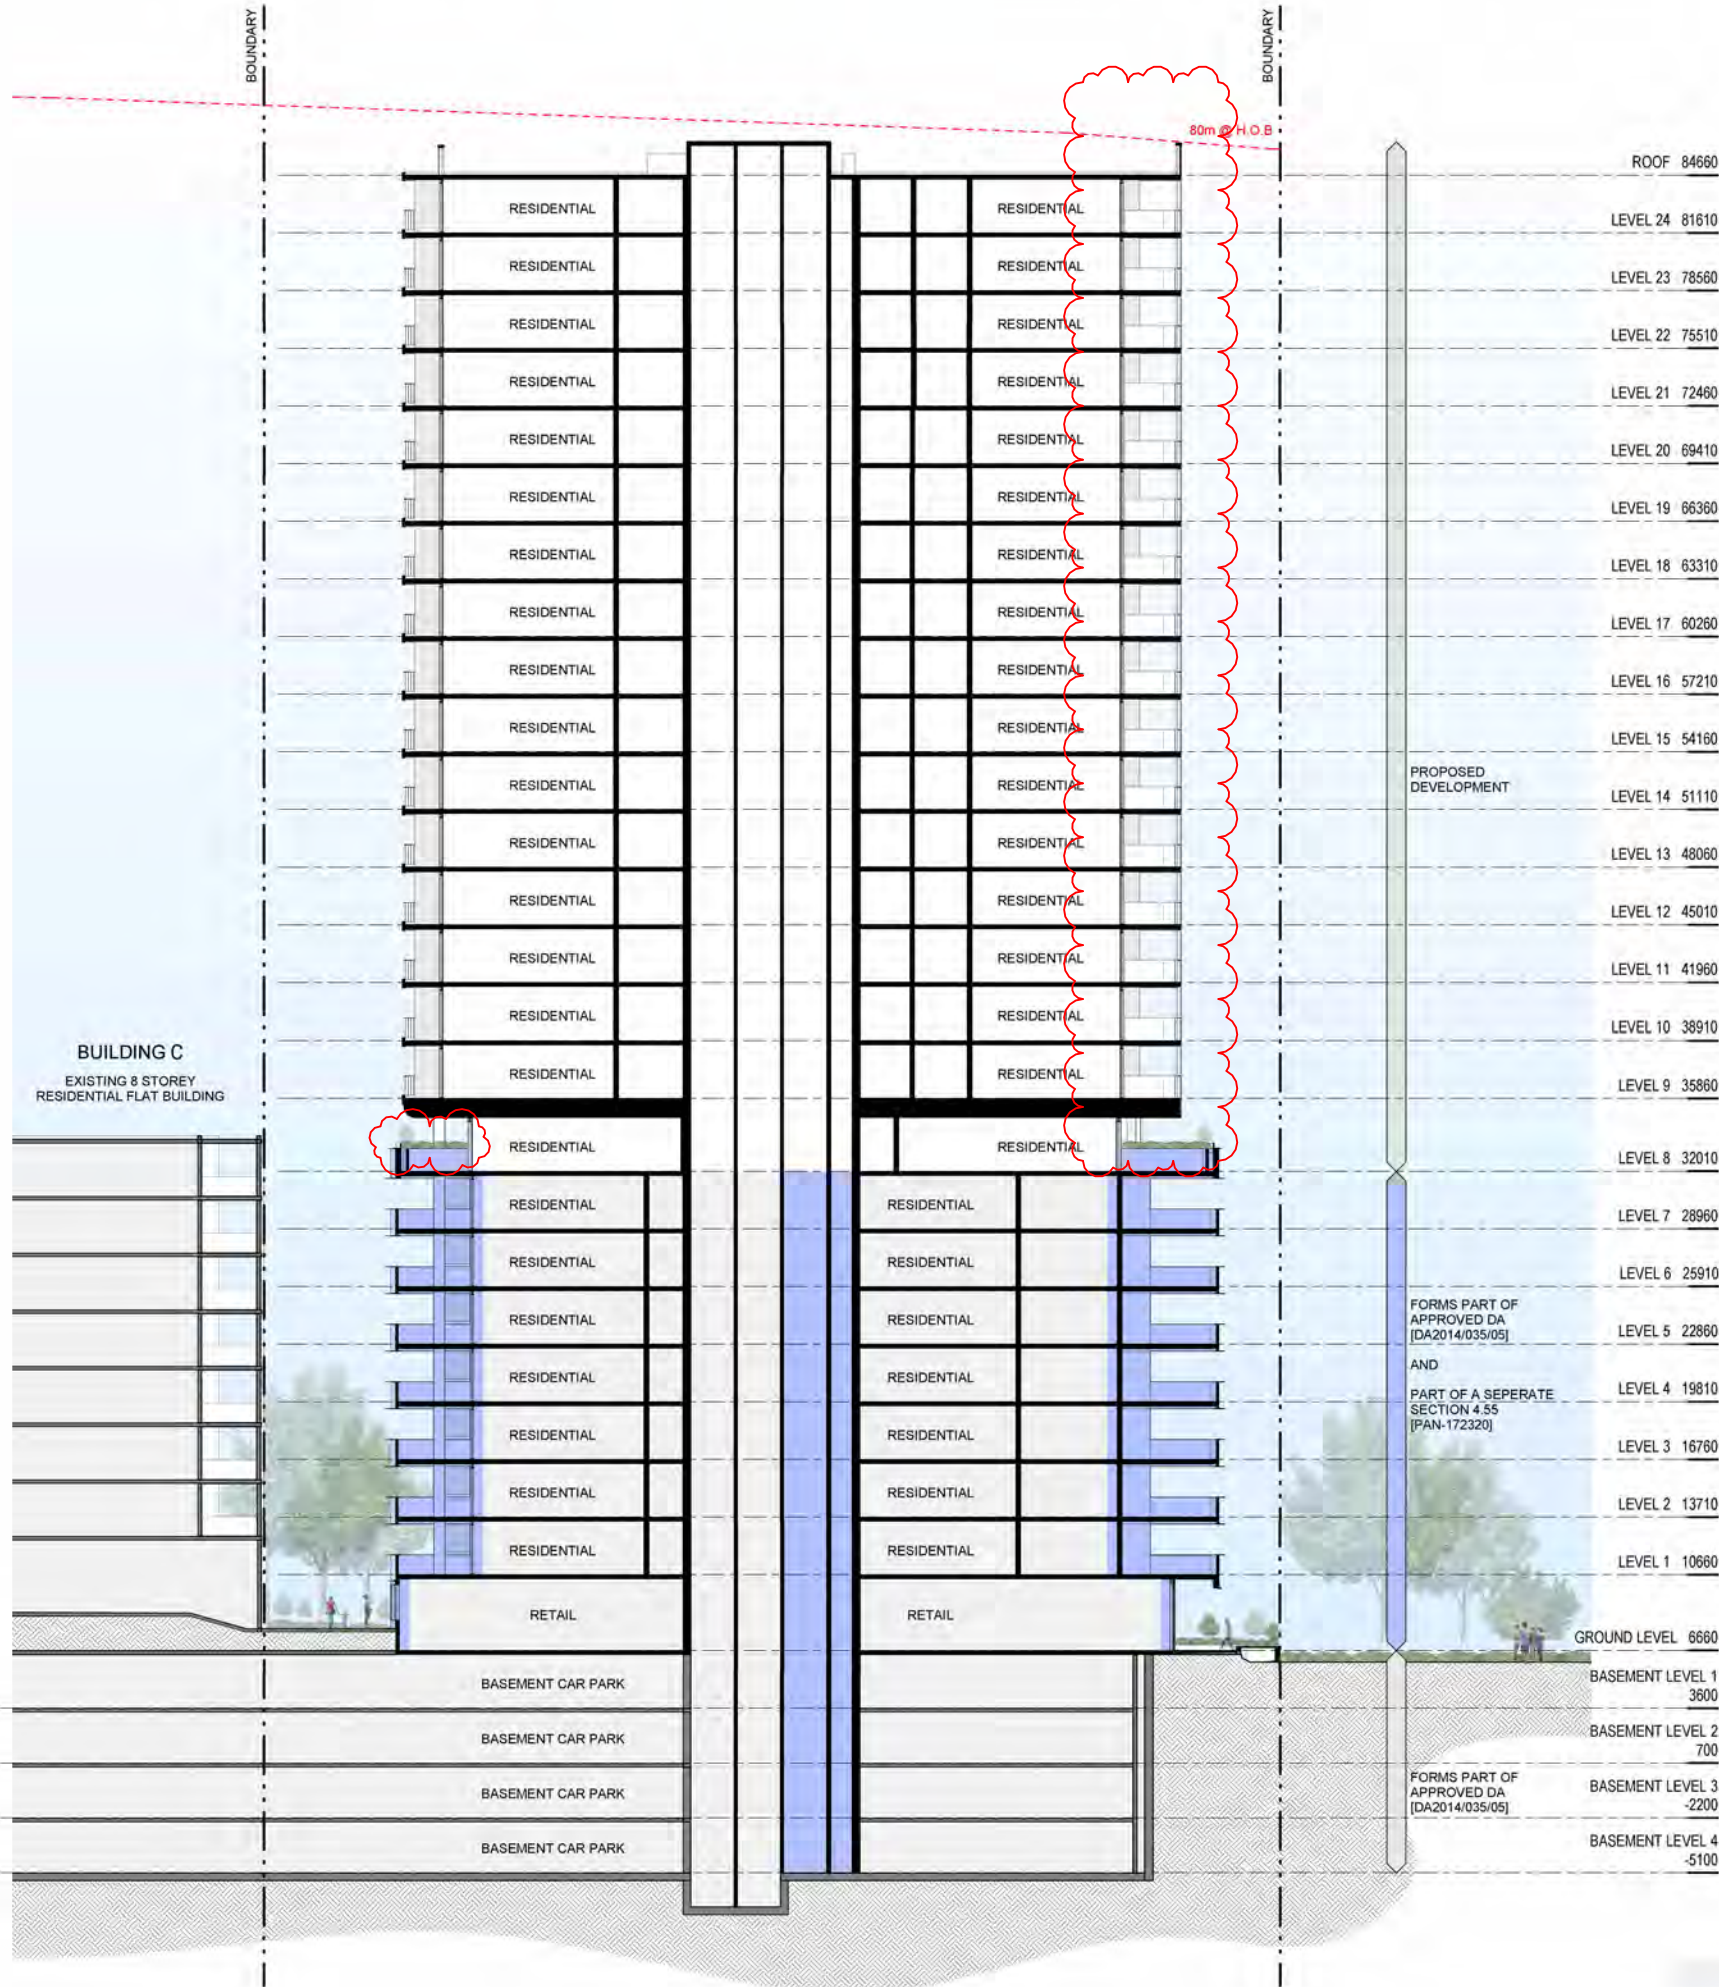 BOUNDARY
BOUNDARY
80m @ H.O.B
ROOF 84660
RESIDENTIAL RESIDENTIAL
LEVEL 24 81610
RESIDENTIAL RESIDENTIAL
LEVEL 23 78560
RESIDENTIAL RESIDENTIAL
LEVEL 22 75510
RESIDENTIAL RESIDENTIAL
LEVEL 21 72460
RESIDENTIAL RESIDENTIAL
LEVEL 20 69410
RESIDENTIAL RESIDENTIAL
LEVEL 19 66360
RESIDENTIAL RESIDENTIAL
LEVEL 18 63310
RESIDENTIAL RESIDENTIAL
LEVEL 17 60260
RESIDENTIAL RESIDENTIAL
LEVEL 16 57210
RESIDENTIAL RESIDENTIAL
LEVEL 15 54160
PROPOSED
DEVELOPMENT
RESIDENTIAL RESIDENTIAL
LEVEL 14 51110
RESIDENTIAL RESIDENTIAL
LEVEL 13 48060
RESIDENTIAL RESIDENTIAL
LEVEL 12 45010
RESIDENTIAL RESIDENTIAL
LEVEL 11 41960
RESIDENTIAL RESIDENTIAL
LEVEL 10 38910
BUILDING C
EXISTING 8 STOREY
RESIDENTIAL FLAT BUILDING
RESIDENTIAL RESIDENTIAL
LEVEL 9 35860
RESIDENTIAL RESIDENTIAL
LEVEL 8 32010
RESIDENTIAL RESIDENTIAL
LEVEL 7 28960
RESIDENTIAL RESIDENTIAL
LEVEL 6 25910
FORMS PART OF
APPROVED DA
[DA2014/035/05]
AND
PART OF A SEPERATE
SECTION 4.55
[PAN-172320]
RESIDENTIAL RESIDENTIAL
LEVEL 5 22860
RESIDENTIAL RESIDENTIAL
LEVEL 4 19810
RESIDENTIAL RESIDENTIAL
LEVEL 3 16760
RESIDENTIAL RESIDENTIAL
LEVEL 2 13710
RESIDENTIAL RESIDENTIAL
LEVEL 1 10660
RETAIL RETAIL
GROUND LEVEL 6660
BASEMENT CAR PARK
BASEMENT LEVEL 1
3600
BASEMENT CAR PARK
BASEMENT LEVEL 2
700
FORMS PART OF
APPROVED DA
[DA2014/035/05]
BASEMENT CAR PARK
BASEMENT LEVEL 3
-2200
BASEMENT CAR PARK
BASEMENT LEVEL 4
-5100